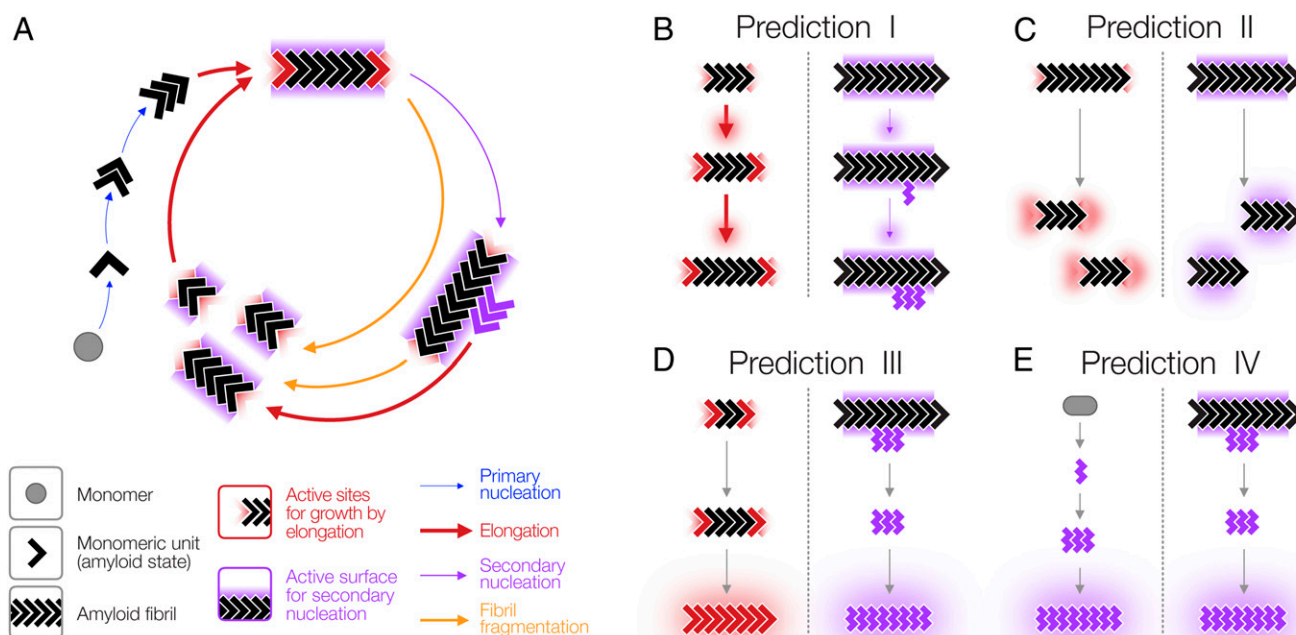 A
B
Prediction I
C
Prediction II
D
Prediction III
E
Prediction IV
Monomer
Monomeric unit
(amyloid state)
Amyloid fibril
Active sites
for growth by
elongation
Active surface
for secondary
nucleation
Primary
nucleation
Elongation
Secondary
nucleation
Fibril
fragmentation